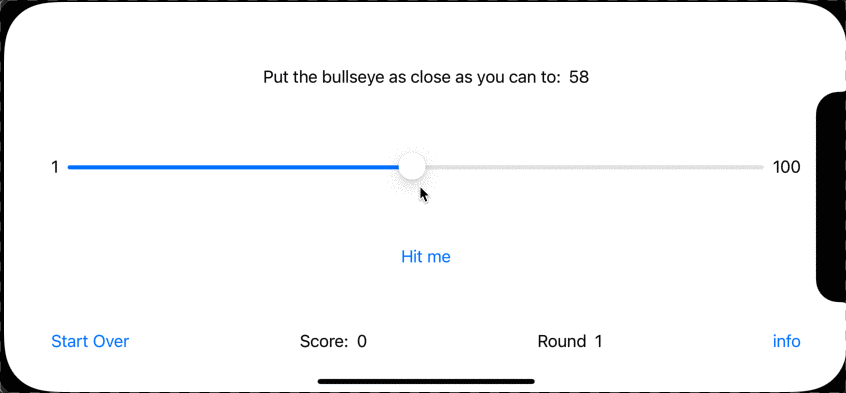 Put the bullseye as close as you can to: 58
1 100
Hit me
Start Over Score: 0 Round 1 info